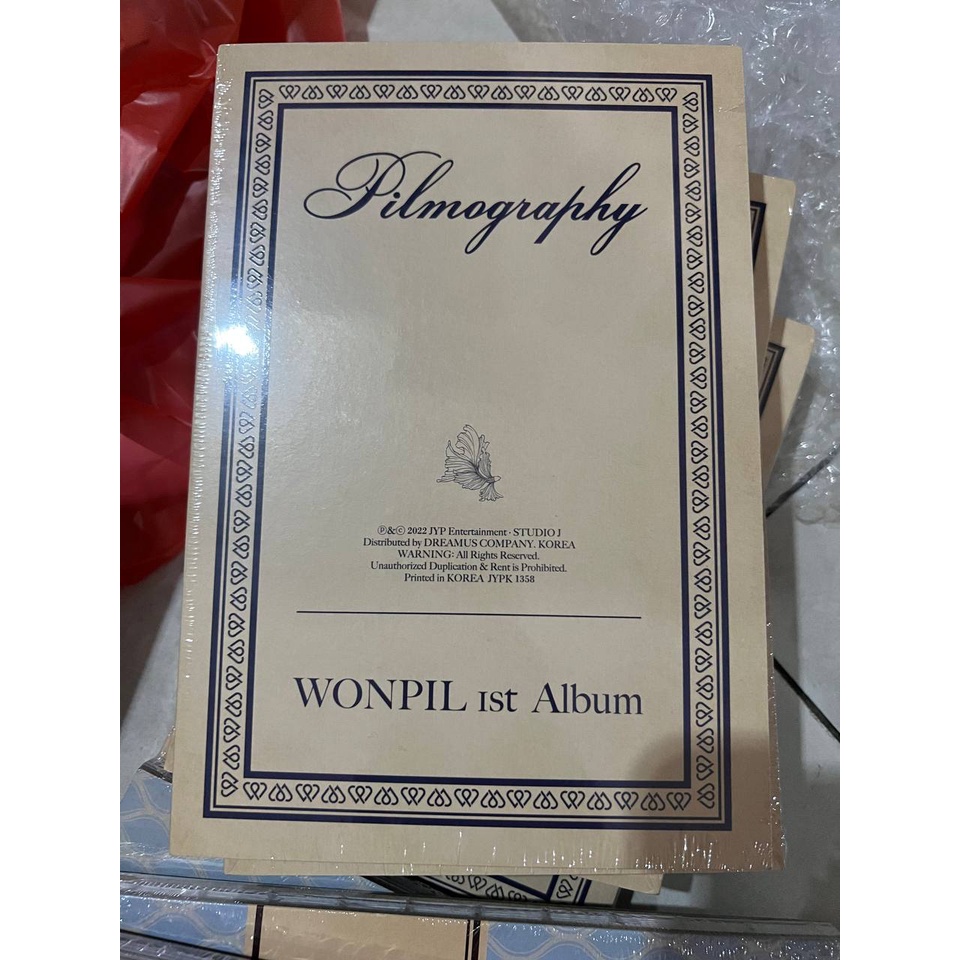 Pilmography
℗&ⓒ 2022 JYP Entertainment · STUDIO J
Distributed by DREAMUS COMPANY. KOREA
WARNING: All Rights Reserved.
Unauthorized Duplication & Rent is Prohibited.
Printed in KOREA JYPK 1358
WONPIL 1st Album